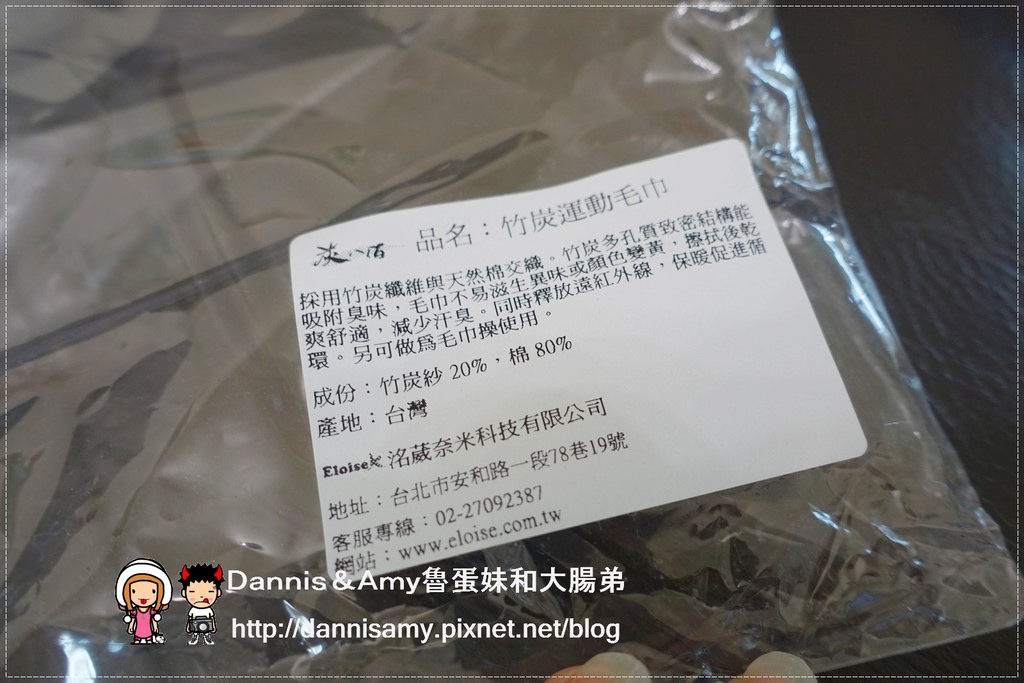 淡八佰 品名：竹炭運動毛巾
採用竹炭纖維與天然棉交織。竹炭多孔質致密結構能
吸附臭味，毛巾不易滋生異味或顏色變黃，擦拭後乾
爽舒適，減少汗臭。同時釋放遠紅外線，保暖促進循
環。另可做為毛巾操使用。
成份：竹炭紗 20%，棉 80%
產地：台灣
Eloise 洺葳奈米科技有限公司
地址：台北市安和路一段78巷19號
客服專線：02-27092387
網站：www.eloise.com.tw
Dannis＆Amy魯蛋妹和大腸弟
http://dannisamy.pixnet.net/blog